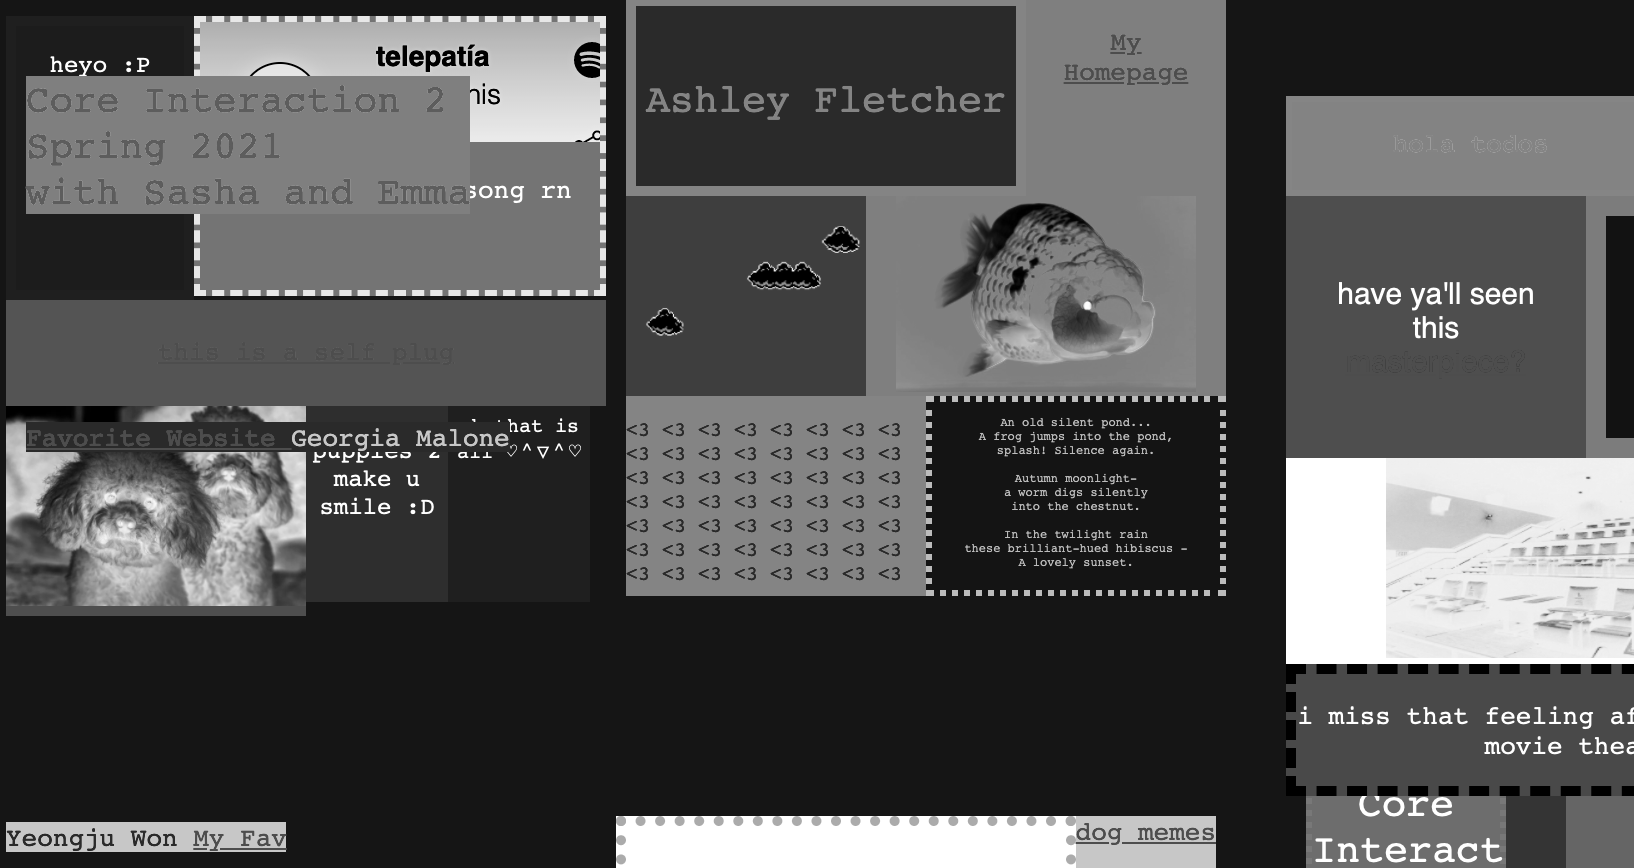 heyo :P
telepatía
nis
Core Interaction 2
Spring 2021
with Sasha and Emma
song rn
this is a self plug
Favorite Website Georgia Malone
that is
puppies 2 all ♡^▽^♡
make u
smile :D
Ashley Fletcher
My
Homepage
<3 <3 <3 <3 <3 <3 <3 <3
<3 <3 <3 <3 <3 <3 <3 <3
<3 <3 <3 <3 <3 <3 <3 <3
<3 <3 <3 <3 <3 <3 <3 <3
<3 <3 <3 <3 <3 <3 <3 <3
<3 <3 <3 <3 <3 <3 <3 <3
<3 <3 <3 <3 <3 <3 <3 <3
An old silent pond...
A frog jumps into the pond,
splash! Silence again.
Autumn moonlight-
a worm digs silently
into the chestnut.
In the twilight rain
these brilliant-hued hibiscus -
A lovely sunset.
hola todos
have ya'll seen
this
masterpiece?
i miss that feeling af
movie thea
Core
Interact
Yeongju Won My Fav
dog memes